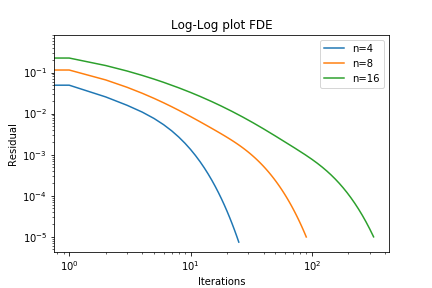 Log-Log plot FDE
n=4
n=8
n=16
Residual
10⁻¹
10⁻²
10⁻³
10⁻⁴
10⁻⁵
10⁰
10¹
10²
Iterations